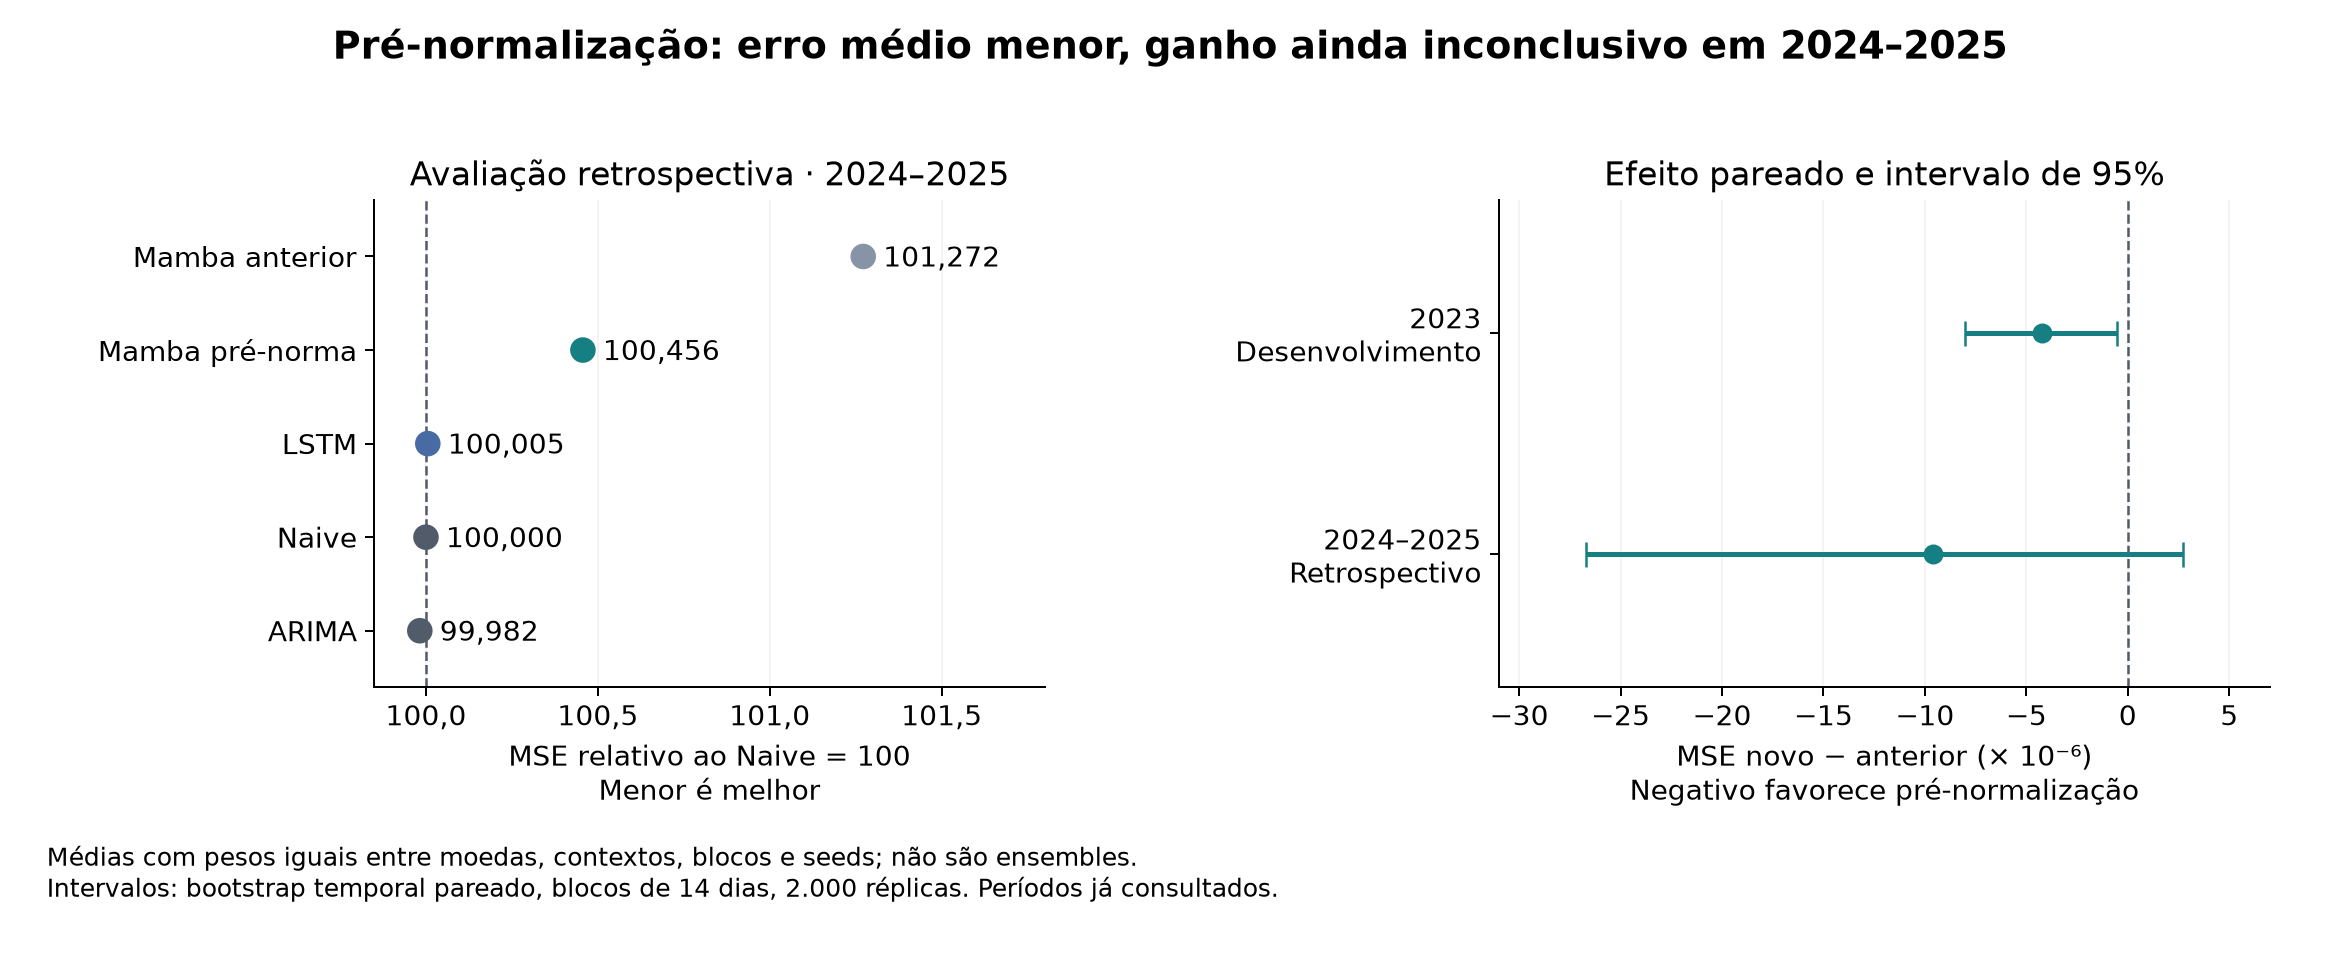 Pré-normalização: erro médio menor, ganho ainda inconclusivo em 2024–2025
Avaliação retrospectiva · 2024–2025
Mamba anterior
101,272
Mamba pré-norma
100,456
LSTM
100,005
Naive
100,000
ARIMA
99,982
100,0 100,5 101,0 101,5
MSE relativo ao Naive = 100
Menor é melhor
Efeito pareado e intervalo de 95%
2023
Desenvolvimento
2024–2025
Retrospectivo
−30 −25 −20 −15 −10 −5 0 5
MSE novo − anterior (× 10⁻⁶)
Negativo favorece pré-normalização
Médias com pesos iguais entre moedas, contextos, blocos e seeds; não são ensembles.
Intervalos: bootstrap temporal pareado, blocos de 14 dias, 2.000 réplicas. Períodos já consultados.